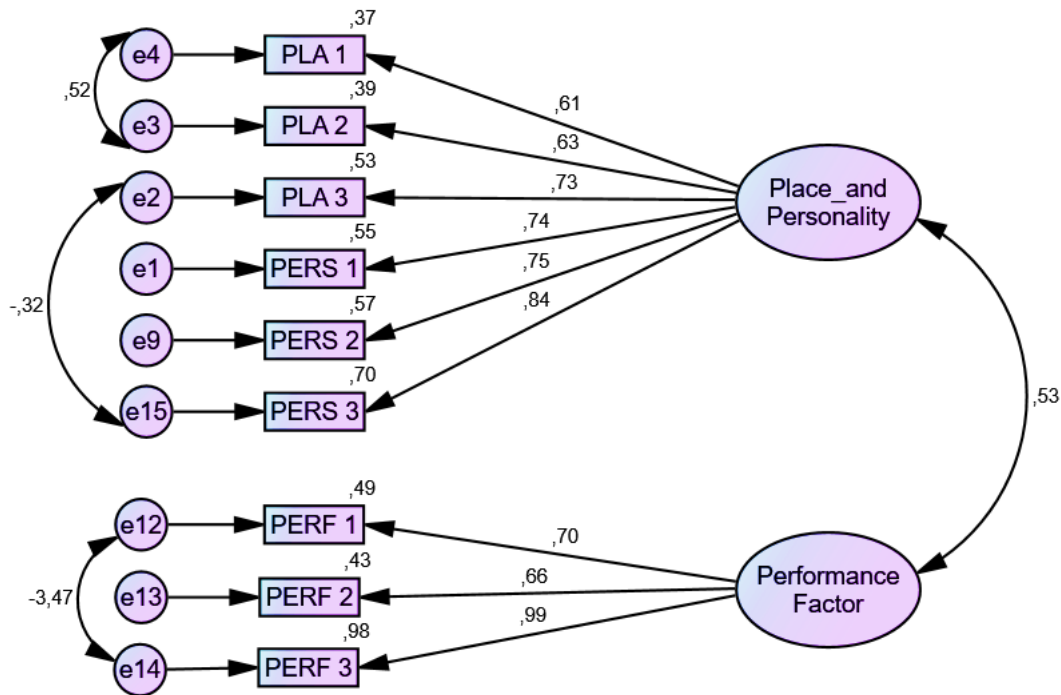 ,37
e4
PLA 1
,61
,52
,39
e3
PLA 2
,63
,53
e2
PLA 3
,73
Place_and
Personality
,55
e1
PERS 1
,74
-,32
,57
e9
PERS 2
,75
,70
e15
PERS 3
,84
,53
,49
e12
PERF 1
,70
-3,47
,43
e13
PERF 2
,66
Performance
Factor
,98
e14
PERF 3
,99